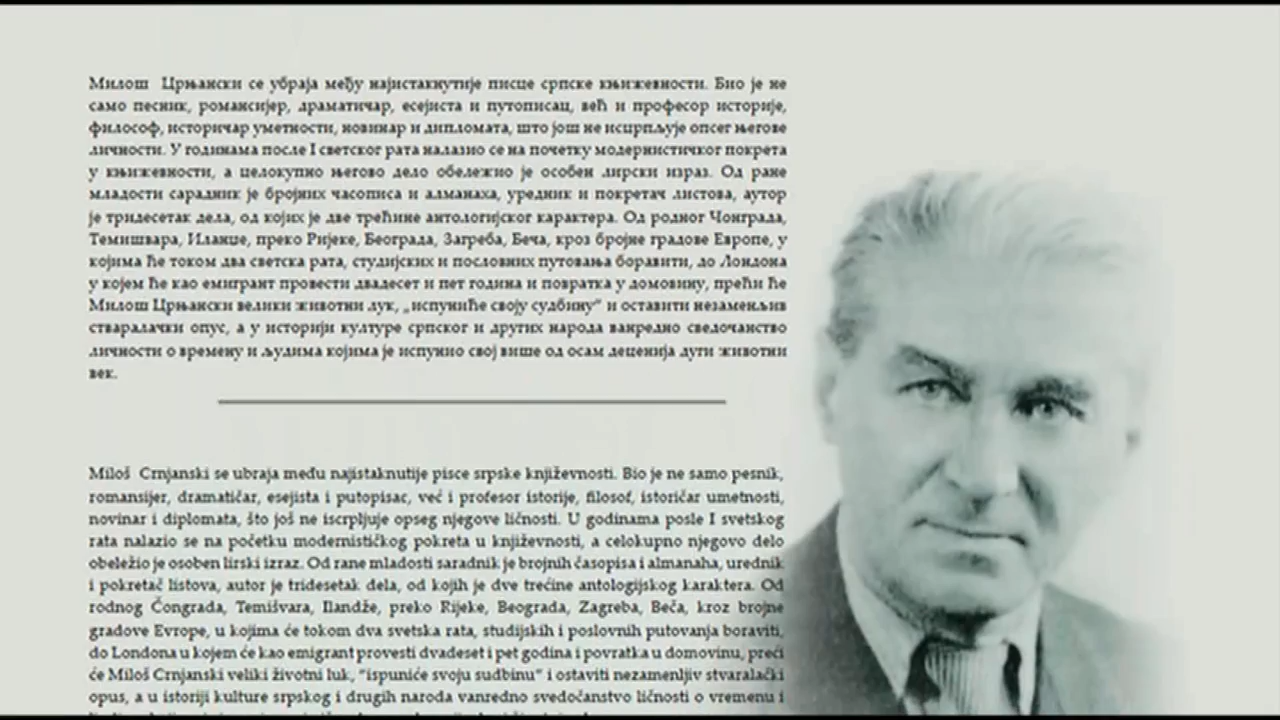 Милош Црњански се убраја међу најистакнутије писце српске књижевности. Био је не
само песник, романсијер, драматичар, есејиста и путописац, већ и професор историје,
философ, историчар уметности, новинар и дипломата, што још не исцрпљује опсег његове
личности. У годинама после I светског рата налазио се на почетку модернистичког покрета
у књижевности, а целокупно његово дело обележио је особен лирски израз. Од ране
младости сарадник је бројних часописа и алманаха, уредник и покретач листова, аутор
је тридесетак дела, од којих је две трећине антологијског карактера. Од родног Чонграда,
Темишвара, Иланџе, преко Ријеке, Београда, Загреба, Беча, кроз бројне градове Европе, у
којима ће током два светска рата, студијских и пословних путовања боравити, до Лондона
у којем ће као емигрант провести двадесет и пет година и повратка у домовину, прећи ће
Милош Црњански велики животни лук, „испуниће своју судбину“ и оставити незаменљив
стваралачки опус, а у историји културе српског и других народа ванредно сведочанство
личности о времену и људима којима је испунио свој више од осам деценија дуги животни
век.
Miloš Crnjanski se ubraja među najistaknutije pisce srpske književnosti. Bio je ne samo pesnik,
romansijer, dramatičar, esejista i putopisac, već i profesor istorije, filosof, istoričar umetnosti,
novinar i diplomata, što još ne iscrpljuje opseg njegove ličnosti. U godinama posle I svetskog
rata nalazio se na početku modernističkog pokreta u književnosti, a celokupno njegovo delo
obeležio je osoben lirski izraz. Od rane mladosti saradnik je brojnih časopisa i almanaha, urednik
i pokretač listova, autor je tridesetak dela, od kojih je dve trećine antologijskog karaktera. Od
rodnog Čongrada, Temišvara, Ilandže, preko Rijeke, Beograda, Zagreba, Beča, kroz brojne
gradove Evrope, u kojima će tokom dva svetska rata, studijskih i poslovnih putovanja boraviti,
do Londona u kojem će kao emigrant provesti dvadeset i pet godina i povratka u domovinu, preći
će Miloš Crnjanski veliki životni luk, “ispuniće svoju sudbinu“ i ostaviti nezamenljiv stvaralački
opus, a u istoriji kulture srpskog i drugih naroda vanredno svedočanstvo ličnosti o vremenu i